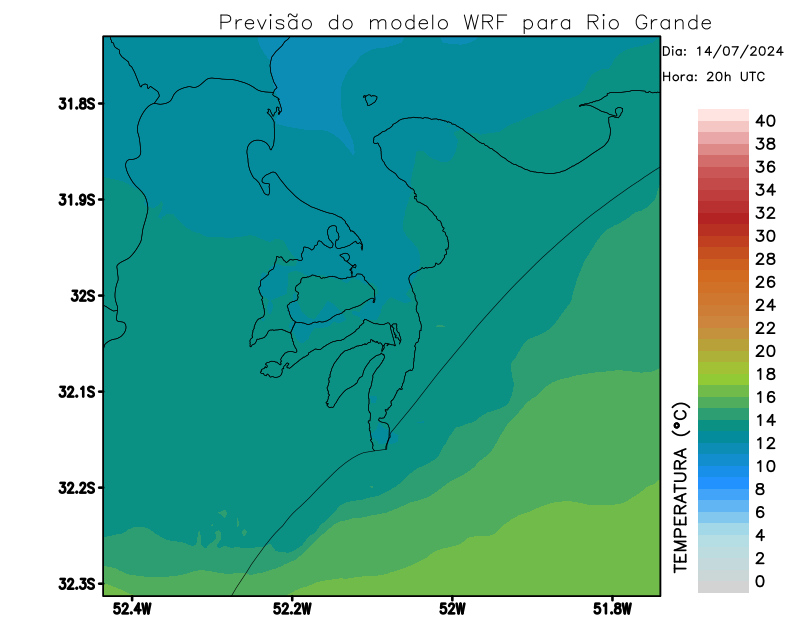 Previsão do modelo WRF para Rio Grande
Dia: 14/07/2024
Hora: 20h UTC
31.8S
31.9S
32S
32.1S
32.2S
32.3S
52.4W
52.2W
52W
51.8W
TEMPERATURA (°C)
40
38
36
34
32
30
28
26
24
22
20
18
16
14
12
10
8
6
4
2
0